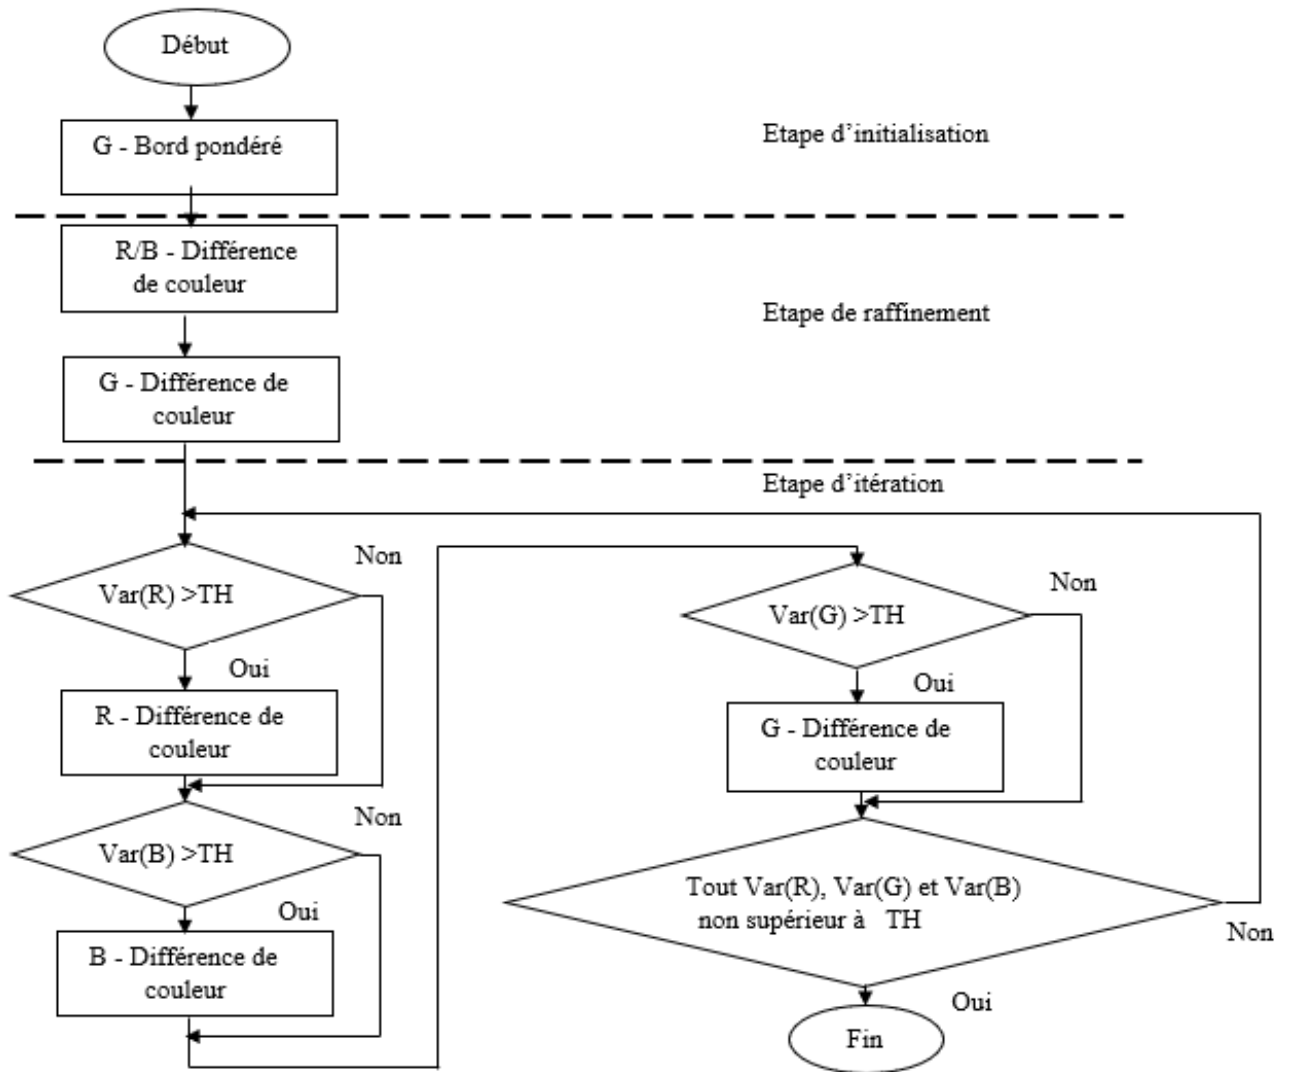 Début
G - Bord pondéré
Etape d'initialisation
R/B - Différence
de couleur
Etape de raffinement
G - Différence de
couleur
Etape d'itération
Non
Var(R) >TH
Oui
R - Différence de
couleur
Non
Var(B) >TH
Oui
B - Différence de
couleur
Non
Var(G) >TH
Oui
G - Différence de
couleur
Tout Var(R), Var(G) et Var(B)
non supérieur à TH
Non
Oui
Fin